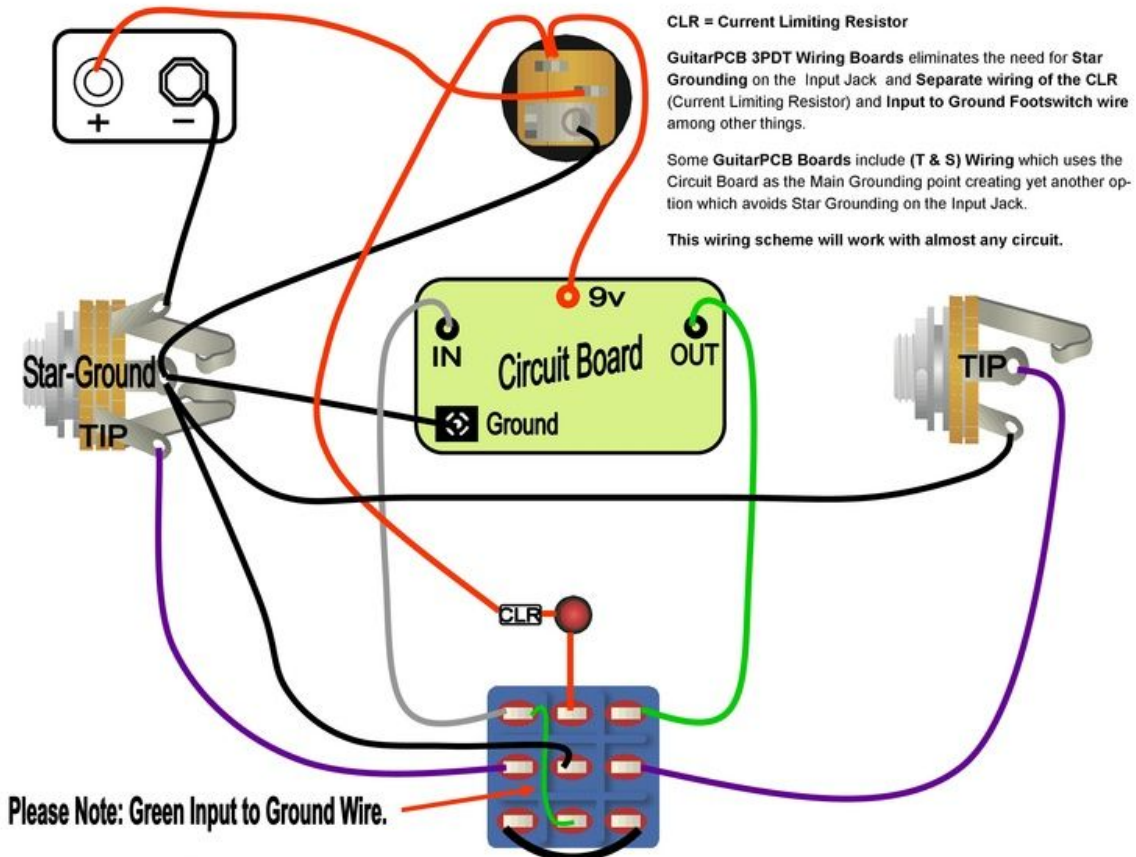 CLR = Current Limiting Resistor
GuitarPCB 3PDT Wiring Boards eliminates the need for Star
Grounding on the Input Jack and Separate wiring of the CLR
(Current Limiting Resistor) and Input to Ground Footswitch wire
among other things.
Some GuitarPCB Boards include (T & S) Wiring which uses the
Circuit Board as the Main Grounding point creating yet another op-
tion which avoids Star Grounding on the Input Jack.
This wiring scheme will work with almost any circuit.
+ −
9v
IN
OUT
Circuit Board
Ground
Star-Ground
TIP
TIP
CLR
Please Note: Green Input to Ground Wire.